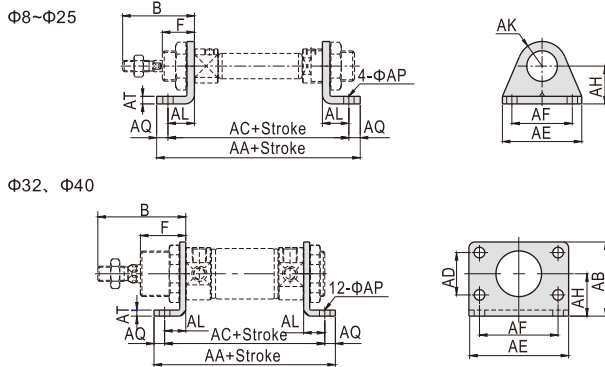 Φ8~Φ25
B
F
AK
4-ΦAP
AH
AT
AL
AL
AQ
AC+Stroke
AQ
AF
AA+Stroke
AE
Φ32、Φ40
B
F
AD
AB
12-ΦAP
AH
AT
AL
AL
AQ
AC+Stroke
AQ
AF
AA+Stroke
AE